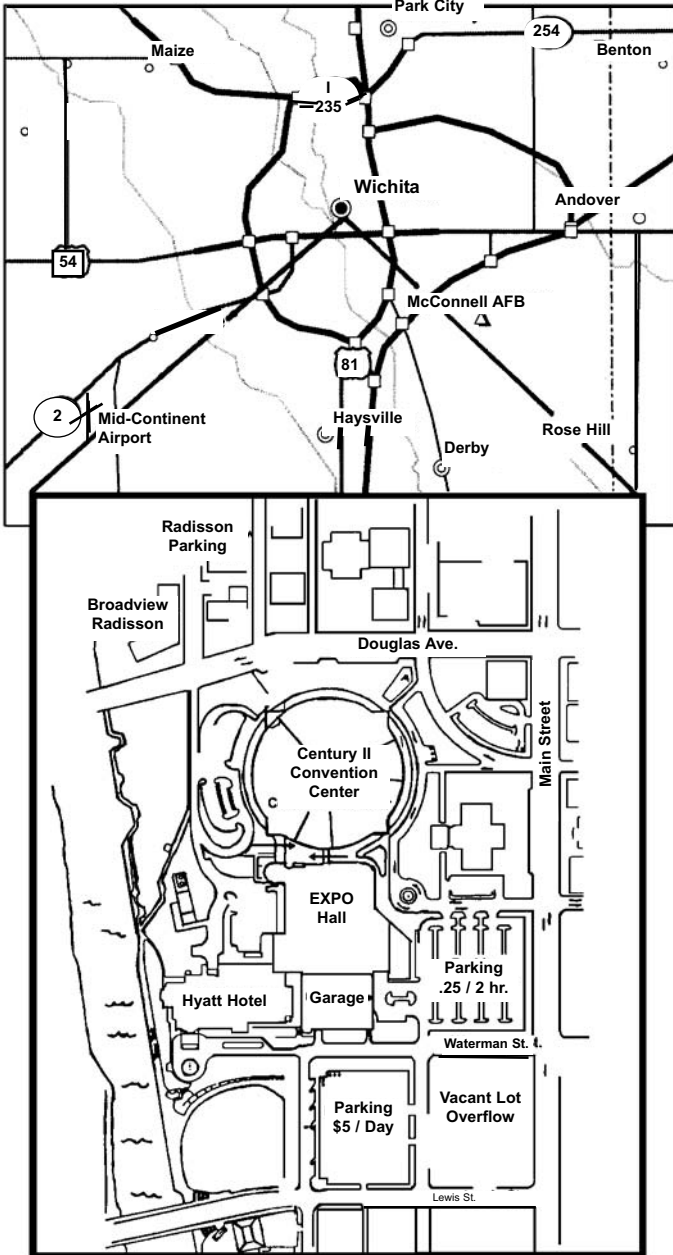 Park City
254
Maize
Benton
I
235
Wichita
Andover
54
McConnell AFB
81
2
Mid-Continent
Airport
Haysville
Rose Hill
Derby
Radisson
Parking
Broadview
Radisson
Douglas Ave.
Main Street
Century II
Convention
Center
C
EXPO
Hall
Parking
.25 / 2 hr.
Hyatt Hotel
Garage
Waterman St.
Parking
$5 / Day
Vacant Lot
Overflow
Lewis St.